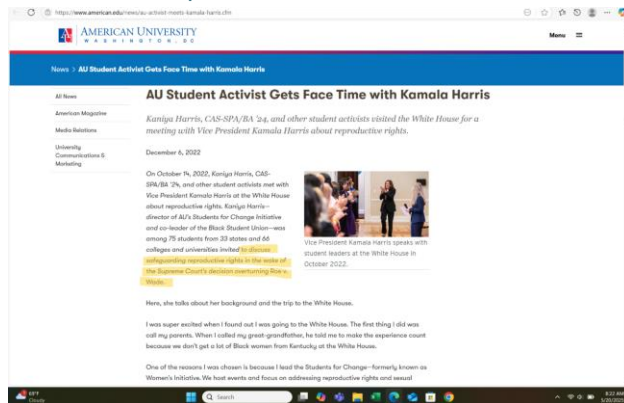 https://www.american.edu/news/au-activist-meets-kamala-harris.cfm
AMERICAN UNIVERSITY
WASHINGTON, DC
Menu
News > AU Student Activist Gets Face Time with Kamala Harris
All News
American Magazine
Media Relations
University
Communications &
Marketing
AU Student Activist Gets Face Time with Kamala Harris
Kaniya Harris, CAS-SPA/BA '24, and other student activists visited the White House for a
meeting with Vice President Kamala Harris about reproductive rights.
December 6, 2022
On October 14, 2022, Kaniya Harris, CAS-
SPA/BA '24, and other student activists met with
Vice President Kamala Harris at the White House
about reproductive rights. Kaniya Harris—
director of AU's Students for Change Initiative
and co-leader of the Black Student Union—was
among 75 students from 33 states and 66
colleges and universities invited to discuss
safeguarding reproductive rights in the wake of
the Supreme Court's decision overturning Roe v.
Wade.
Vice President Kamala Harris speaks with
student leaders at the White House in
October 2022.
Here, she talks about her background and the trip to the White House.
I was super excited when I found out I was going to the White House. The first thing I did was
call my parents. When I called my great-grandfather, he told me to make the experience count
because we don't get a lot of Black women from Kentucky at the White House.
One of the reasons I was chosen is because I lead the Students for Change—formerly known as
Women's Initiative. We host events and focus on addressing reproductive rights and sexual
Cloudy
Search
8:22 AM